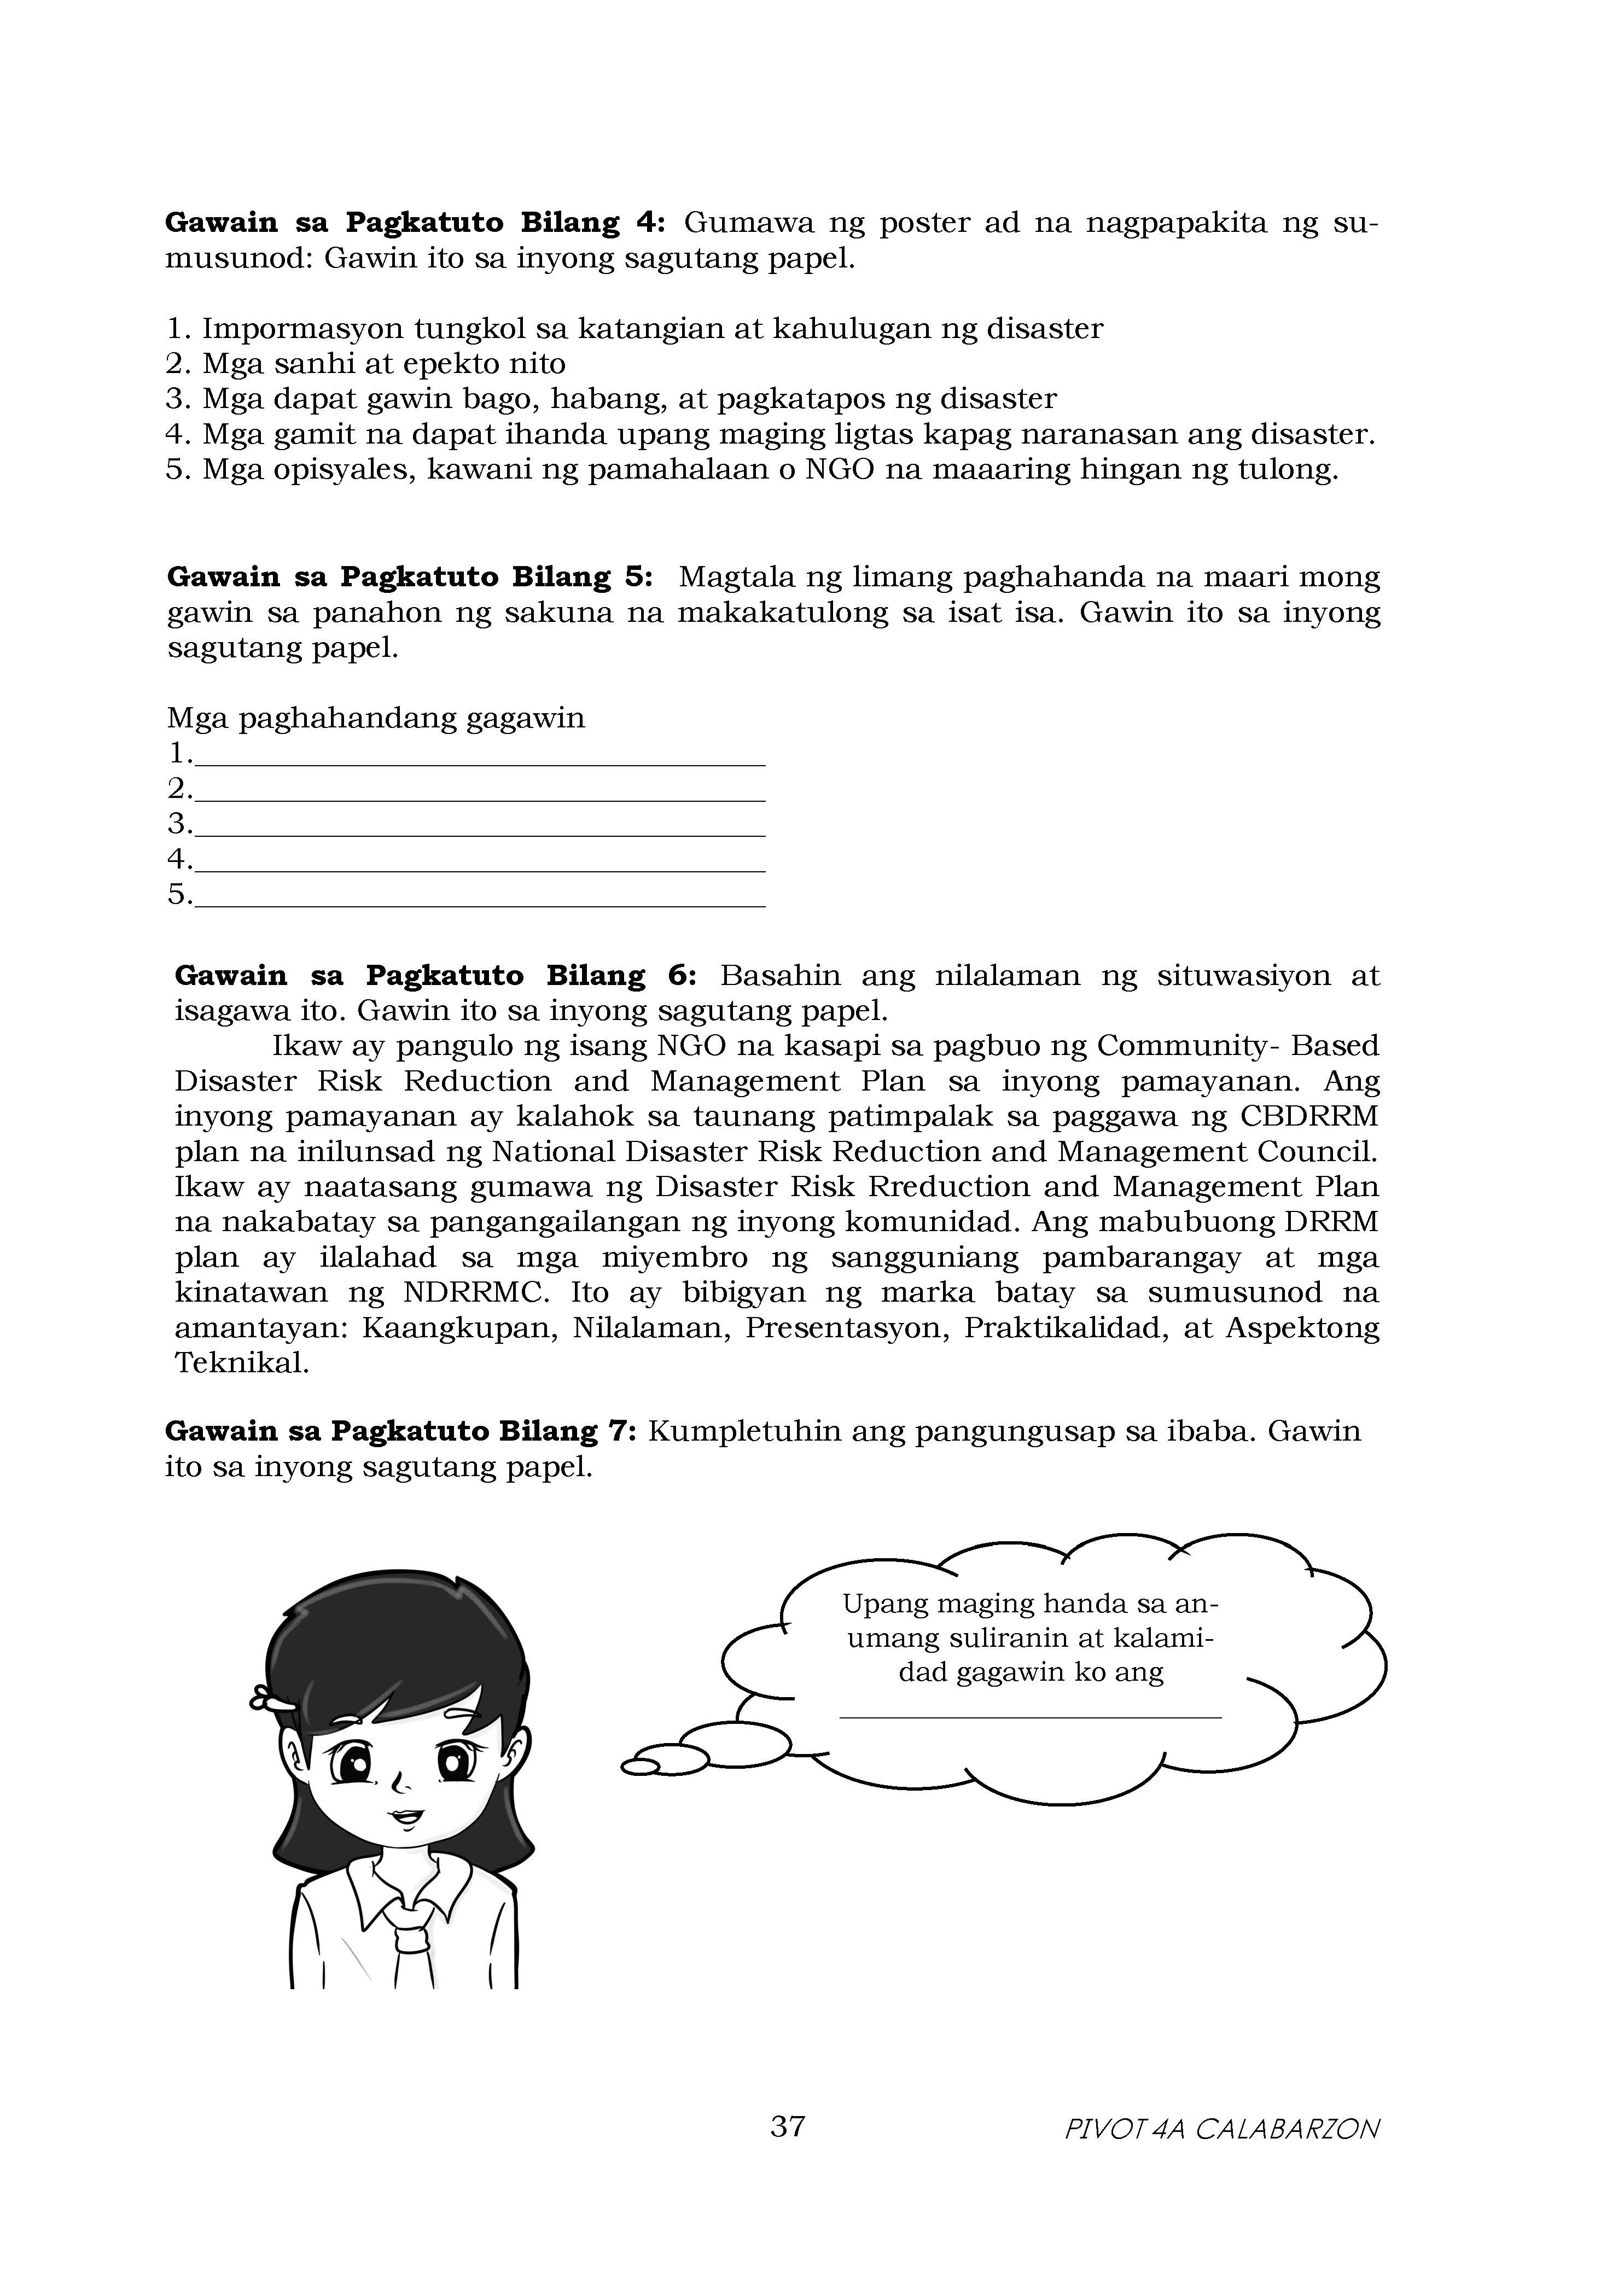 Gawain sa Pagkatuto Bilang 4: Gumawa ng poster ad na nagpapakita ng su-
musunod: Gawin ito sa inyong sagutang papel.
1. Impormasyon tungkol sa katangian at kahulugan ng disaster
2. Mga sanhi at epekto nito
3. Mga dapat gawin bago, habang, at pagkatapos ng disaster
4. Mga gamit na dapat ihanda upang maging ligtas kapag naranasan ang disaster.
5. Mga opisyales, kawani ng pamahalaan o NGO na maaaring hingan ng tulong.
Gawain sa Pagkatuto Bilang 5: Magtala ng limang paghahanda na maari mong
gawin sa panahon ng sakuna na makakatulong sa isat isa. Gawin ito sa inyong
sagutang papel.
Mga paghahandang gagawin
1.
2.
3.
4.
5.
Gawain sa Pagkatuto Bilang 6: Basahin ang nilalaman ng situwasiyon at
isagawa ito. Gawin ito sa inyong sagutang papel.
Ikaw ay pangulo ng isang NGO na kasapi sa pagbuo ng Community- Based
Disaster Risk Reduction and Management Plan sa inyong pamayanan. Ang
inyong pamayanan ay kalahok sa taunang patimpalak sa paggawa ng CBDRRM
plan na inilunsad ng National Disaster Risk Reduction and Management Council.
Ikaw ay naatasang gumawa ng Disaster Risk Rreduction and Management Plan
na nakabatay sa pangangailangan ng inyong komunidad. Ang mabubuong DRRM
plan ay ilalahad sa mga miyembro ng sangguniang pambarangay at mga
kinatawan ng NDRRMC. Ito ay bibigyan ng marka batay sa sumusunod na
amantayan: Kaangkupan, Nilalaman, Presentasyon, Praktikalidad, at Aspektong
Teknikal.
Gawain sa Pagkatuto Bilang 7: Kumpletuhin ang pangungusap sa ibaba. Gawin
ito sa inyong sagutang papel.
Upang maging handa sa an-
umang suliranin at kalami-
dad gagawin ko ang
37
PIVOT 4A CALABARZON